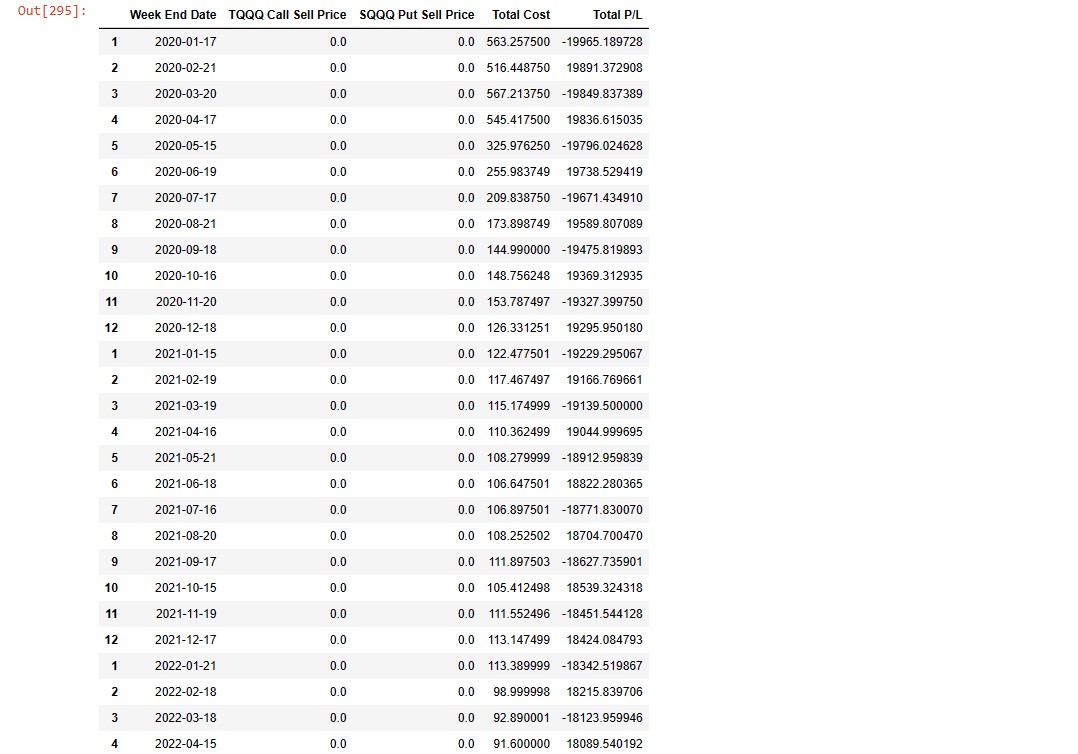 Out[295]:
Week End Date TQQQ Call Sell Price SQQQ Put Sell Price Total Cost Total P/L
1 2020-01-17 0.0 0.0 563.257500 -19965.189728
2 2020-02-21 0.0 0.0 516.448750 19891.372908
3 2020-03-20 0.0 0.0 567.213750 -19849.837389
4 2020-04-17 0.0 0.0 545.417500 19836.615035
5 2020-05-15 0.0 0.0 325.976250 -19796.024628
6 2020-06-19 0.0 0.0 255.983749 19738.529419
7 2020-07-17 0.0 0.0 209.838750 -19671.434910
8 2020-08-21 0.0 0.0 173.898749 19589.807089
9 2020-09-18 0.0 0.0 144.990000 -19475.819893
10 2020-10-16 0.0 0.0 148.756248 19369.312935
11 2020-11-20 0.0 0.0 153.787497 -19327.399750
12 2020-12-18 0.0 0.0 126.331251 19295.950180
1 2021-01-15 0.0 0.0 122.477501 -19229.295067
2 2021-02-19 0.0 0.0 117.467497 19166.769661
3 2021-03-19 0.0 0.0 115.174999 -19139.500000
4 2021-04-16 0.0 0.0 110.362499 19044.999695
5 2021-05-21 0.0 0.0 108.279999 -18912.959839
6 2021-06-18 0.0 0.0 106.647501 18822.280365
7 2021-07-16 0.0 0.0 106.897501 -18771.830070
8 2021-08-20 0.0 0.0 108.252502 18704.700470
9 2021-09-17 0.0 0.0 111.897503 -18627.735901
10 2021-10-15 0.0 0.0 105.412498 18539.324318
11 2021-11-19 0.0 0.0 111.552496 -18451.544128
12 2021-12-17 0.0 0.0 113.147499 18424.084793
1 2022-01-21 0.0 0.0 113.389999 -18342.519867
2 2022-02-18 0.0 0.0 98.999998 18215.839706
3 2022-03-18 0.0 0.0 92.890001 -18123.959946
4 2022-04-15 0.0 0.0 91.600000 18089.540192